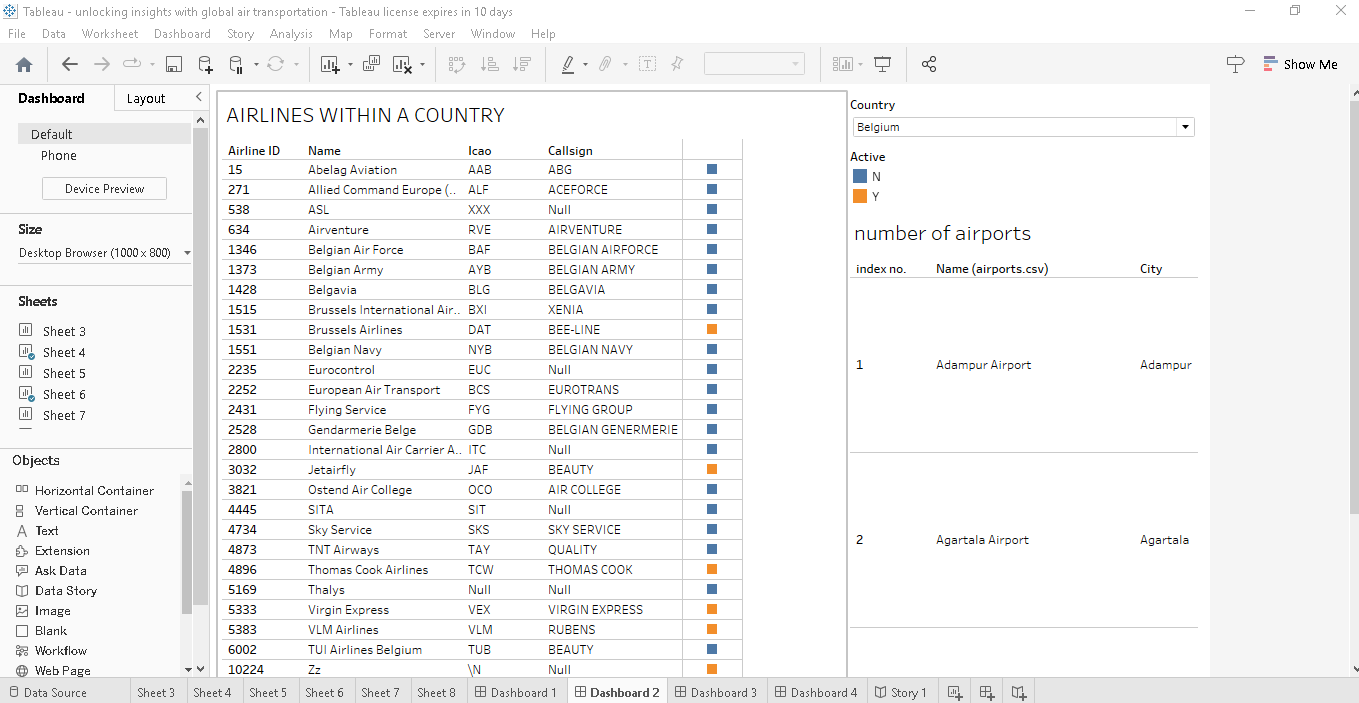 Tableau - unlocking insights with global air transportation - Tableau license expires in 10 days
File Data Worksheet Dashboard Story Analysis Map Format Server Window Help
Show Me
Dashboard Layout
Default
Phone
Device Preview
Size
Desktop Browser (1000 x 800)
Sheets
Sheet 3
Sheet 4
Sheet 5
Sheet 6
Sheet 7
Objects
Horizontal Container
Vertical Container
Text
Extension
Ask Data
Data Story
Image
Blank
Workflow
Web Page
AIRLINES WITHIN A COUNTRY
Airline ID Name Icao Callsign
15 Abelag Aviation AAB ABG
271 Allied Command Europe (.. ALF ACEFORCE
538 ASL XXX Null
634 Airventure RVE AIRVENTURE
1346 Belgian Air Force BAF BELGIAN AIRFORCE
1373 Belgian Army AYB BELGIAN ARMY
1428 Belgavia BLG BELGAVIA
1515 Brussels International Air.. BXI XENIA
1531 Brussels Airlines DAT BEE-LINE
1551 Belgian Navy NYB BELGIAN NAVY
2235 Eurocontrol EUC Null
2252 European Air Transport BCS EUROTRANS
2431 Flying Service FYG FLYING GROUP
2528 Gendarmerie Belge GDB BELGIAN GENERMERIE
2800 International Air Carrier A.. ITC Null
3032 Jetairfly JAF BEAUTY
3821 Ostend Air College OCO AIR COLLEGE
4445 SITA SIT Null
4734 Sky Service SKS SKY SERVICE
4873 TNT Airways TAY QUALITY
4896 Thomas Cook Airlines TCW THOMAS COOK
5169 Thalys Null Null
5333 Virgin Express VEX VIRGIN EXPRESS
5383 VLM Airlines VLM RUBENS
6002 TUI Airlines Belgium TUB BEAUTY
10224 Zz \N Null
Country
Belgium
Active
N
Y
number of airports
index no. Name (airports.csv) City
1 Adampur Airport Adampur
2 Agartala Airport Agartala
Data Source Sheet 3 Sheet 4 Sheet 5 Sheet 6 Sheet 7 Sheet 8 Dashboard 1 Dashboard 2 Dashboard 3 Dashboard 4 Story 1